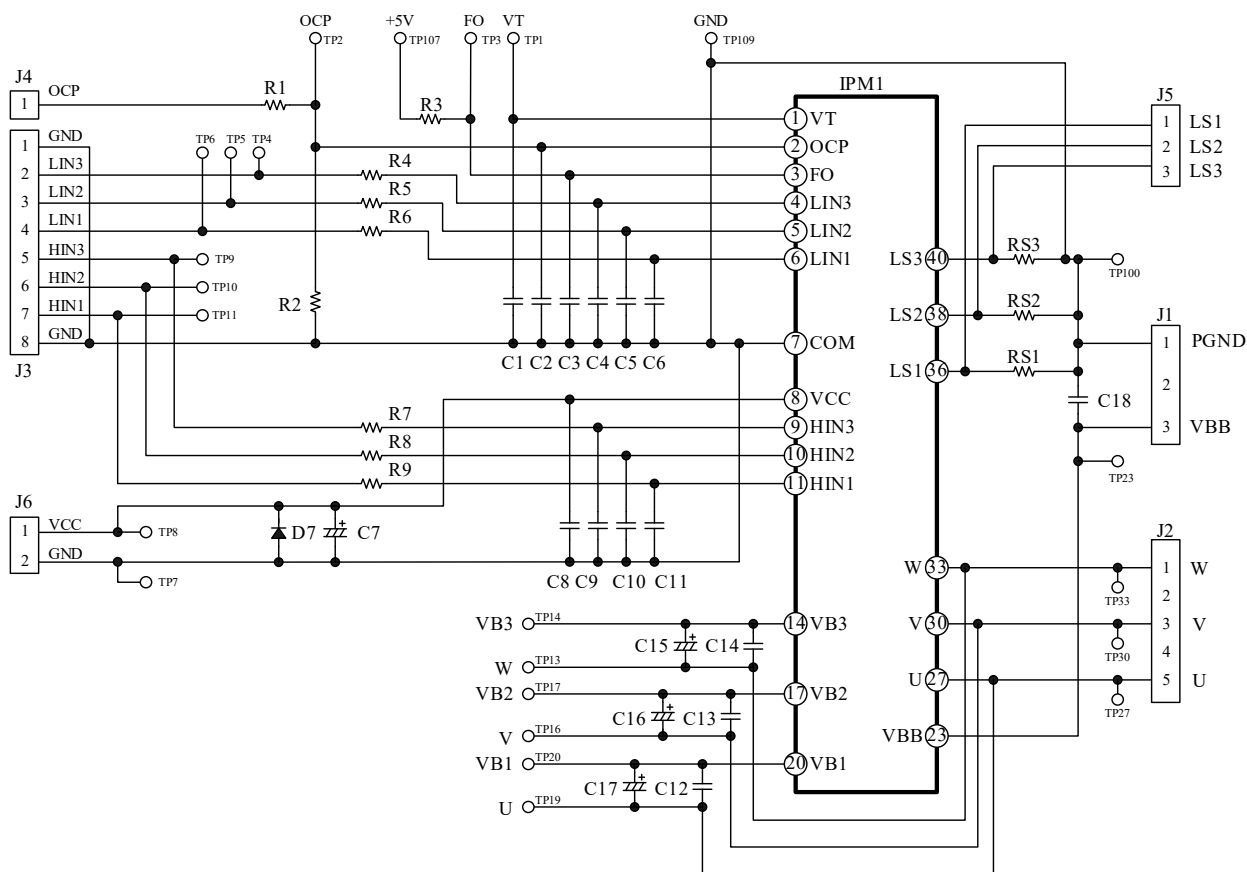 OCP +5V FO VT GND
TP2 TP107 TP3 TP1 TP109
J4
1 OCP R1
R3
IPM1
J5
1 LS1
2 LS2
3 LS3
J3
1 GND
2 LIN3
3 LIN2
4 LIN1
5 HIN3
6 HIN2
7 HIN1
8 GND
TP6 TP5 TP4
R4
R5
R6
TP9
TP10
TP11
R2
C1 C2 C3 C4 C5 C6
1 VT
2 OCP
3 FO
4 LIN3
5 LIN2
6 LIN1
7 COM
8 VCC
9 HIN3
10 HIN2
11 HIN1
14 VB3
17 VB2
20 VB1
LS3 40 RS3 TP100
LS2 38 RS2
LS1 36 RS1
C18
J1
1 PGND
2
3 VBB
TP23
R7
R8
R9
J6
1 VCC TP8
2 GND
TP7
D7 C7
C8 C9 C10 C11
W 33
V 30
U 27
VBB 23
J2
1 W
2
3 V
4
5 U
TP33
TP30
TP27
VB3 TP14
C15 C14
W TP13
VB2 TP17
C16 C13
V TP16
VB1 TP20
C17 C12
U TP19